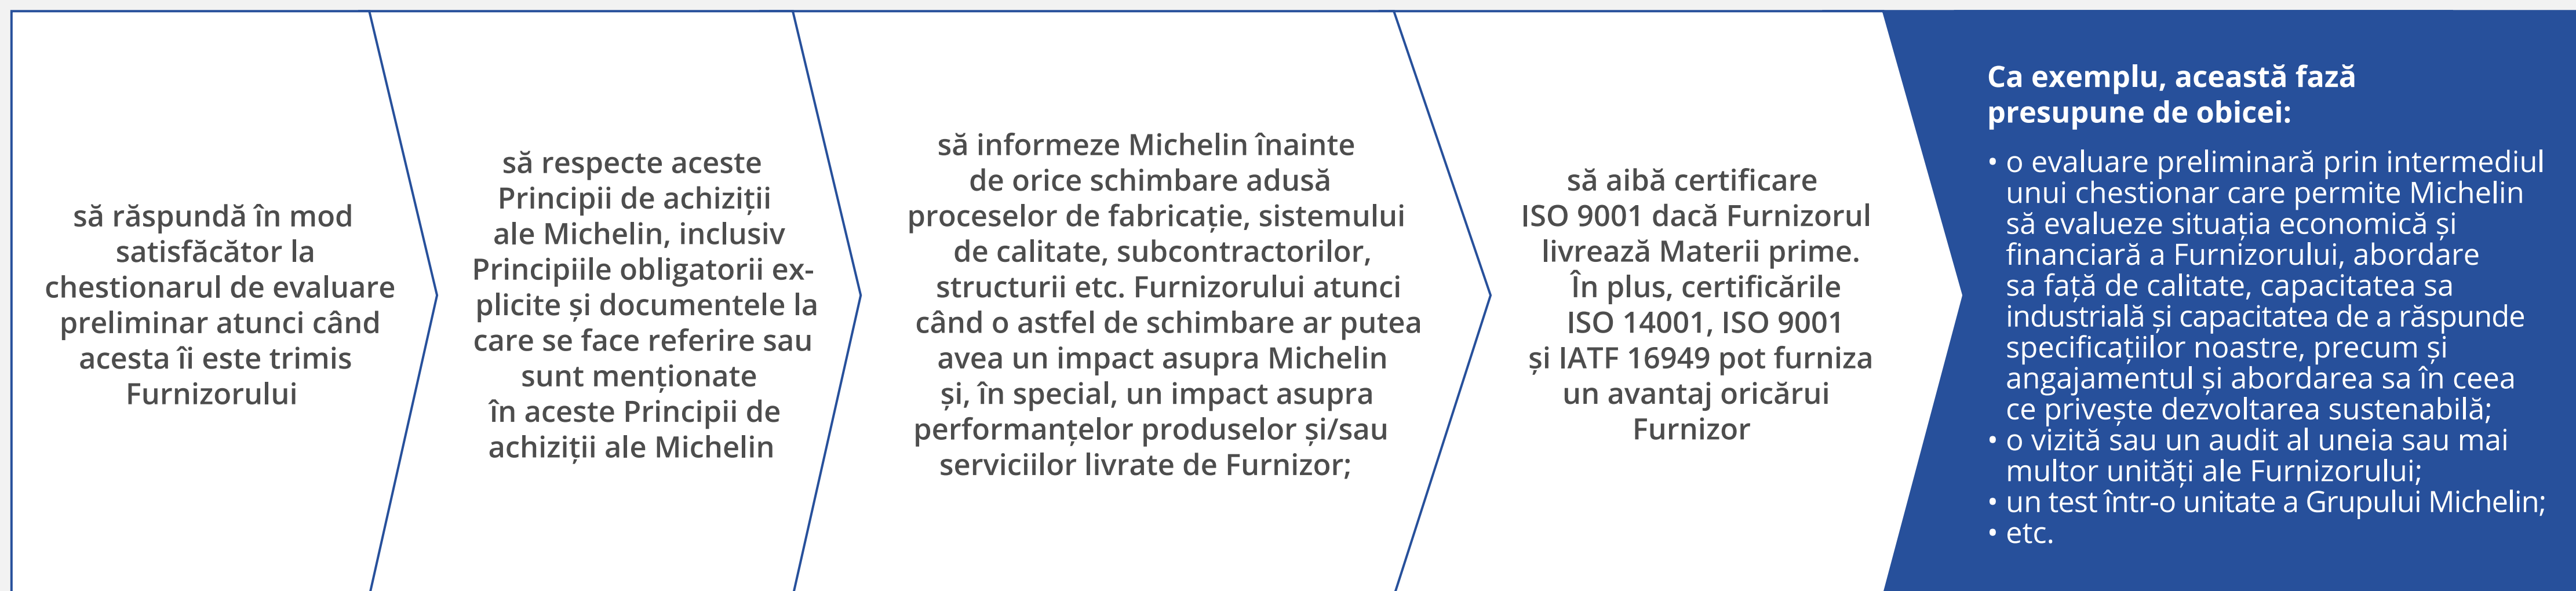 să răspundă în mod
satisfăcător la
chestionarul de evaluare
preliminar atunci când
acesta îi este trimis
Furnizorului
să respecte aceste
Principii de achiziții
ale Michelin, inclusiv
Principiile obligatorii ex-
plicite și documentele la
care se face referire sau
sunt menționate
în aceste Principii de
achiziții ale Michelin
să informeze Michelin înainte
de orice schimbare adusă
proceselor de fabricație, sistemului
de calitate, subcontractorilor,
structurii etc. Furnizorului atunci
când o astfel de schimbare ar putea
avea un impact asupra Michelin
și, în special, un impact asupra
performanțelor produselor și/sau
serviciilor livrate de Furnizor;
să aibă certificare
ISO 9001 dacă Furnizorul
livrează Materii prime.
În plus, certificările
ISO 14001, ISO 9001
și IATF 16949 pot furniza
un avantaj oricărui
Furnizor
Ca exemplu, această fază
presupune de obicei:
• o evaluare preliminară prin intermediul
unui chestionar care permite Michelin
să evalueze situația economică și
financiară a Furnizorului, abordare
sa față de calitate, capacitatea sa
industrială și capacitatea de a răspunde
specificațiilor noastre, precum și
angajamentul și abordarea sa în ceea
ce privește dezvoltarea sustenabilă;
• o vizită sau un audit al uneia sau mai
multor unități ale Furnizorului;
• un test într-o unitate a Grupului Michelin;
• etc.